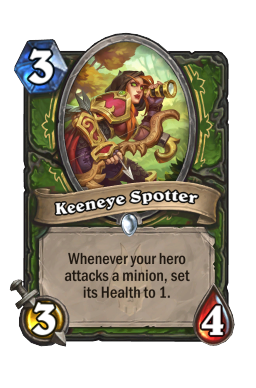 3
Keeneye Spotter
Whenever your hero
attacks a minion, set
its Health to 1.
3
4